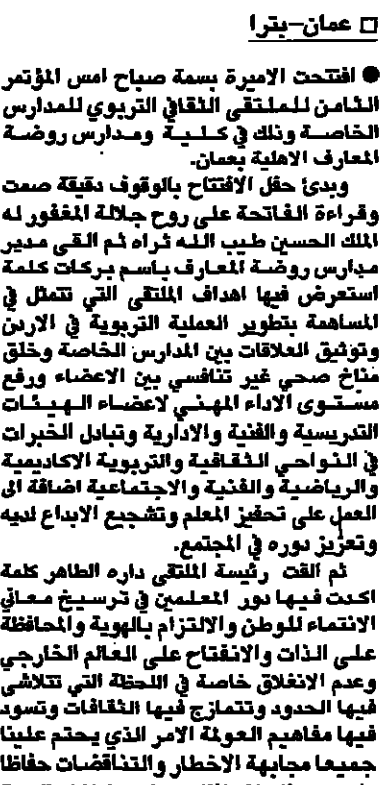 □ عمان–بترا
● افتتحت الاميرة بسمة صباح امس المؤتمر
الثامن للملتقى الثقافي التربوي للمدارس
الخاصة وذلك في كلية ومدارس روضة
المعارف الاهلية بعمان.
وبدئ حفل الافتتاح بالوقوف دقيقة صمت
وقراءة الفاتحة على روح جلالة المغفور له
الملك الحسين طيب الله ثراه ثم القى مدير
مدارس روضة المعارف باسم بركات كلمة
استعرض فيها اهداف الملتقى التي تتمثل في
المساهمة بتطوير العملية التربوية في الاردن
وتوثيق العلاقات بين المدارس الخاصة وخلق
مناخ صحي غير تنافسي بين الاعضاء ورفع
مستوى الاداء المهني لاعضاء الهيئات
التدريسية والفنية والادارية وتبادل الخبرات
في النواحي الثقافية والتربوية الاكاديمية
والرياضية والفنية والاجتماعية اضافة الى
العمل على تحفيز المعلم وتشجيع الابداع لديه
وتعزيز دوره في المجتمع.
ثم القت رئيسة الملتقى داره الطاهر كلمة
اكدت فيها دور المعلمين في ترسيخ معاني
الانتماء للوطن والالتزام بالهوية والمحافظة
على الذات والانفتاح على العالم الخارجي
وعدم الانغلاق خاصة في اللحظة التي تتلاشى
فيها الحدود وتتمازج فيها الثقافات وتسود
فيها مفاهيم العولمة الامر الذي يحتم علينا
جميعا مجابهة الاخطار والتناقضات حفاظا